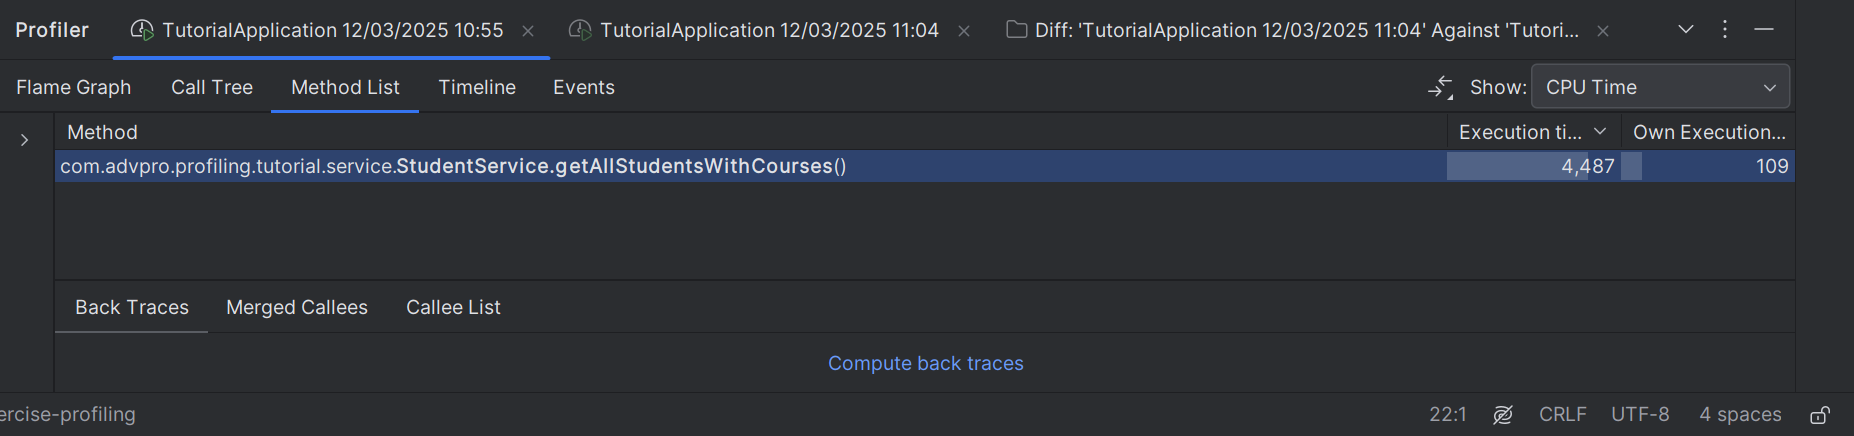 Profiler TutorialApplication 12/03/2025 10:55 TutorialApplication 12/03/2025 11:04 Diff: 'TutorialApplication 12/03/2025 11:04' Against 'Tutori...
Flame Graph Call Tree Method List Timeline Events Show: CPU Time
Method Execution ti... Own Execution...
com.advpro.profiling.tutorial.service.StudentService.getAllStudentsWithCourses() 4,487 109
Back Traces Merged Callees Callee List
Compute back traces
ercise-profiling 22:1 CRLF UTF-8 4 spaces